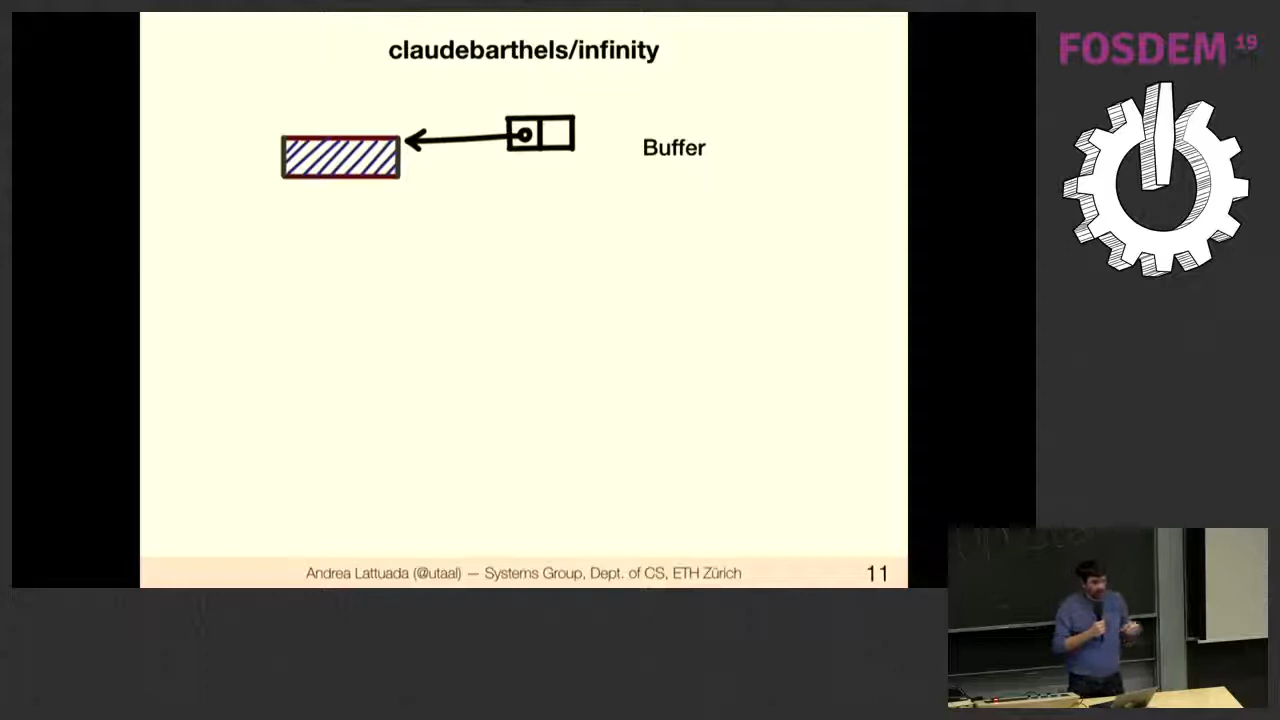 claudebarthels/infinity
Buffer
Andrea Lattuada (@utaal) — Systems Group, Dept. of CS, ETH Zürich
11
FOSDEM 19